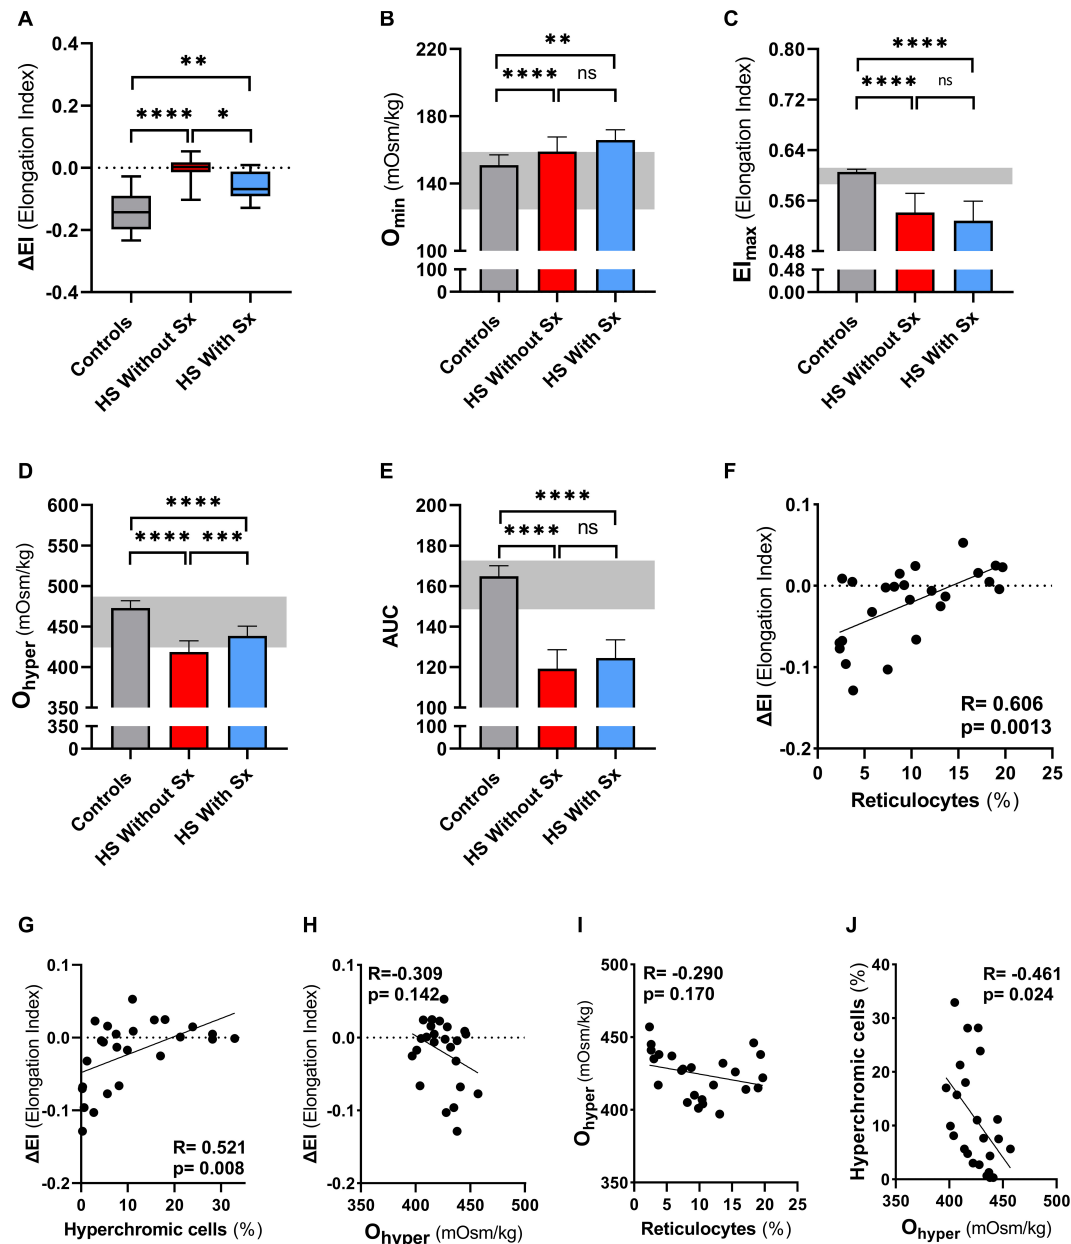 A
ΔEI (Elongation Index)
0.4
0.2
0.0
-0.2
-0.4
**
**** *
Controls
HS Without Sx
HS With Sx
B
Omin (mOsm/kg)
220
180
140
100
100
0
**
**** ns
Controls
HS Without Sx
HS With Sx
C
EImax (Elongation Index)
0.80
0.72
0.64
0.56
0.48
0.48
0.00
****
**** ns
Controls
HS Without Sx
HS With Sx
D
Ohyper (mOsm/kg)
600
550
500
450
400
350
350
0
****
**** ***
Controls
HS Without Sx
HS With Sx
E
AUC
200
180
160
140
120
100
100
0
****
**** ns
Controls
HS Without Sx
HS With Sx
F
ΔEI (Elongation Index)
0.1
0.0
-0.1
-0.2
R= 0.606
p= 0.0013
0 5 10 15 20 25
Reticulocytes (%)
G
ΔEI (Elongation Index)
0.1
0.0
-0.1
-0.2
R= 0.521
p= 0.008
0 10 20 30
Hyperchromic cells (%)
H
ΔEI (Elongation Index)
0.1
0.0
-0.1
-0.2
R=-0.309
p= 0.142
350 400 450 500
Ohyper (mOsm/kg)
I
Ohyper (mOsm/kg)
500
450
400
350
R= -0.290
p= 0.170
0 5 10 15 20 25
Reticulocytes (%)
J
Hyperchromic cells (%)
40
30
20
10
0
R= -0.461
p= 0.024
350 400 450 500
Ohyper (mOsm/kg)